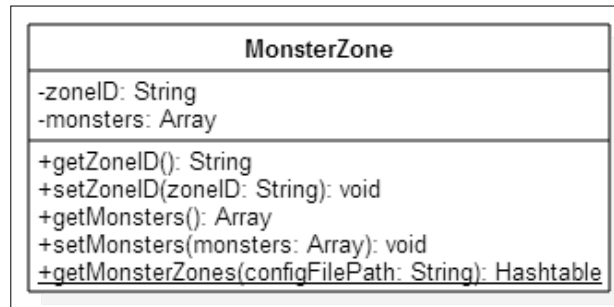 MonsterZone
-zoneID: String
-monsters: Array
+getZoneID(): String
+setZoneID(zoneID: String): void
+getMonsters(): Array
+setMonsters(monsters: Array): void
+getMonsterZones(configFilePath: String): Hashtable